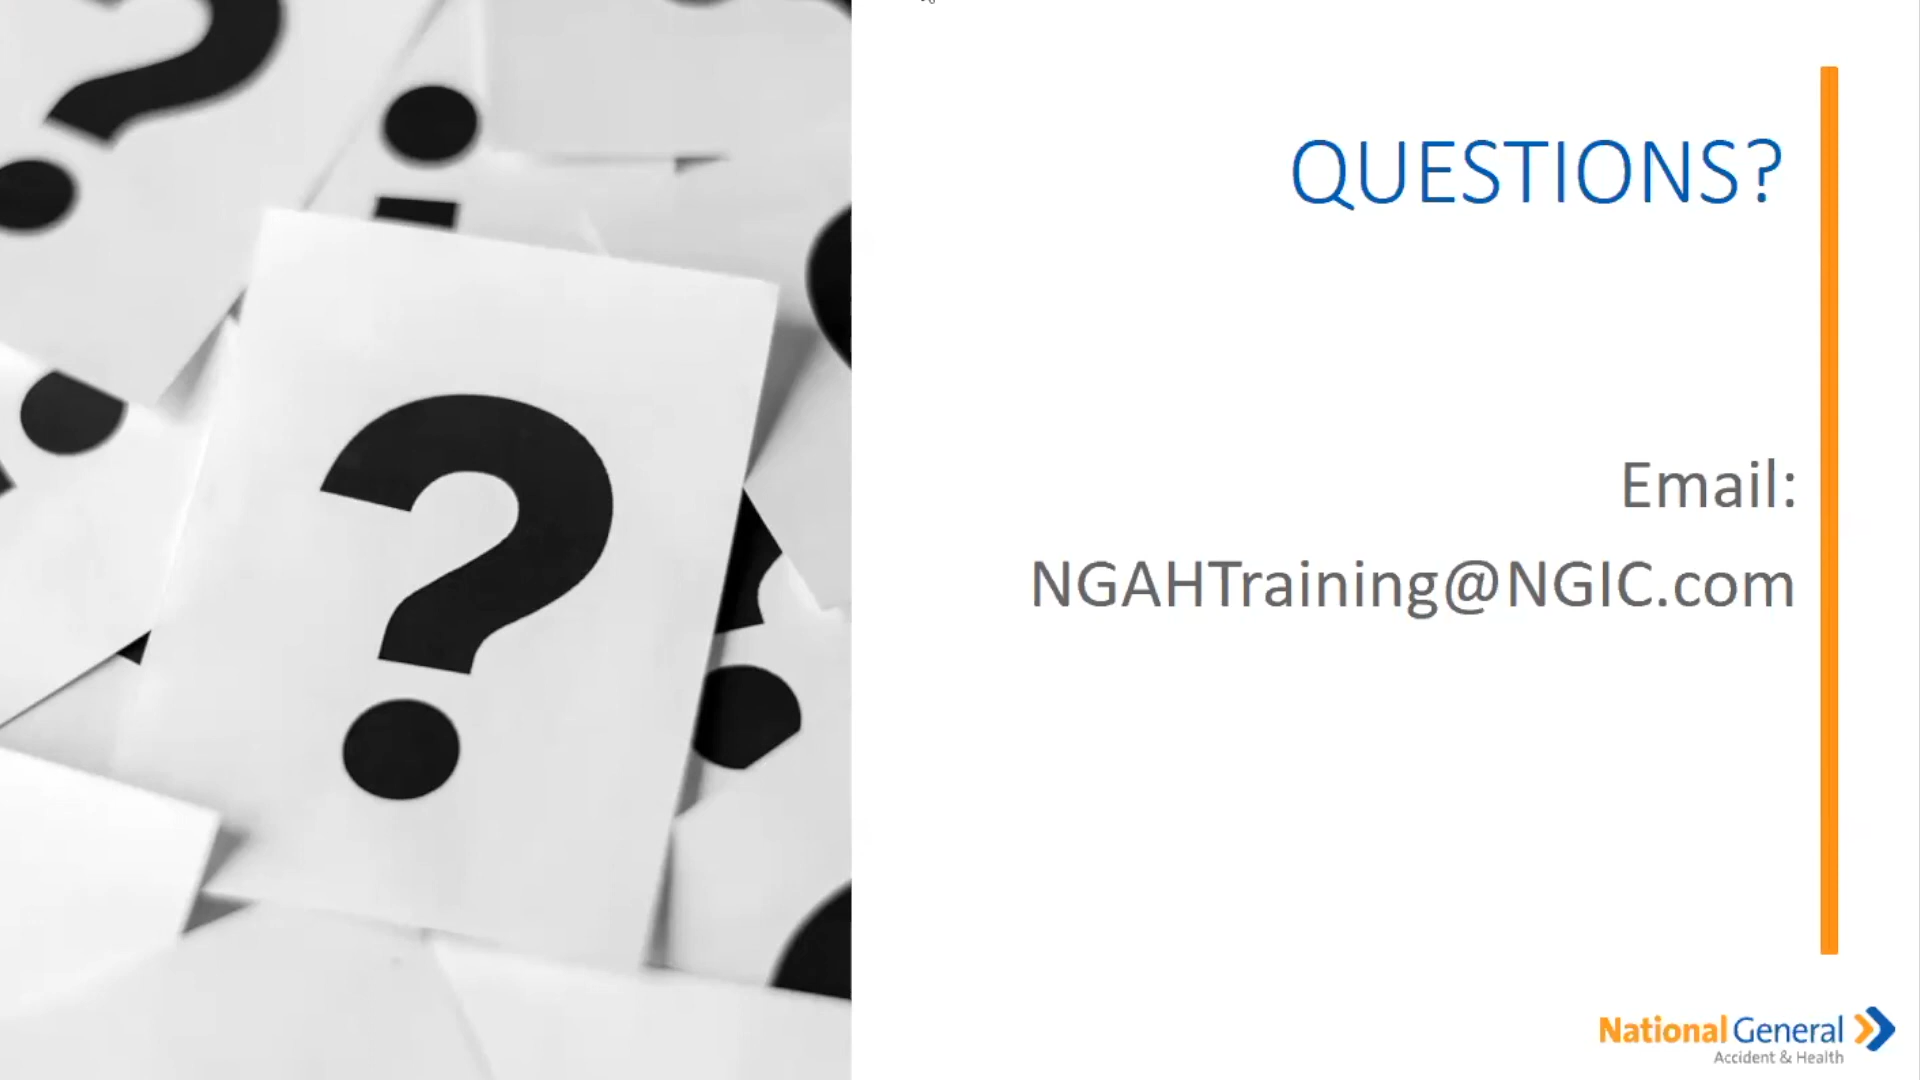 QUESTIONS?
Email:
NGAHTraining@NGIC.com
National General
Accident & Health